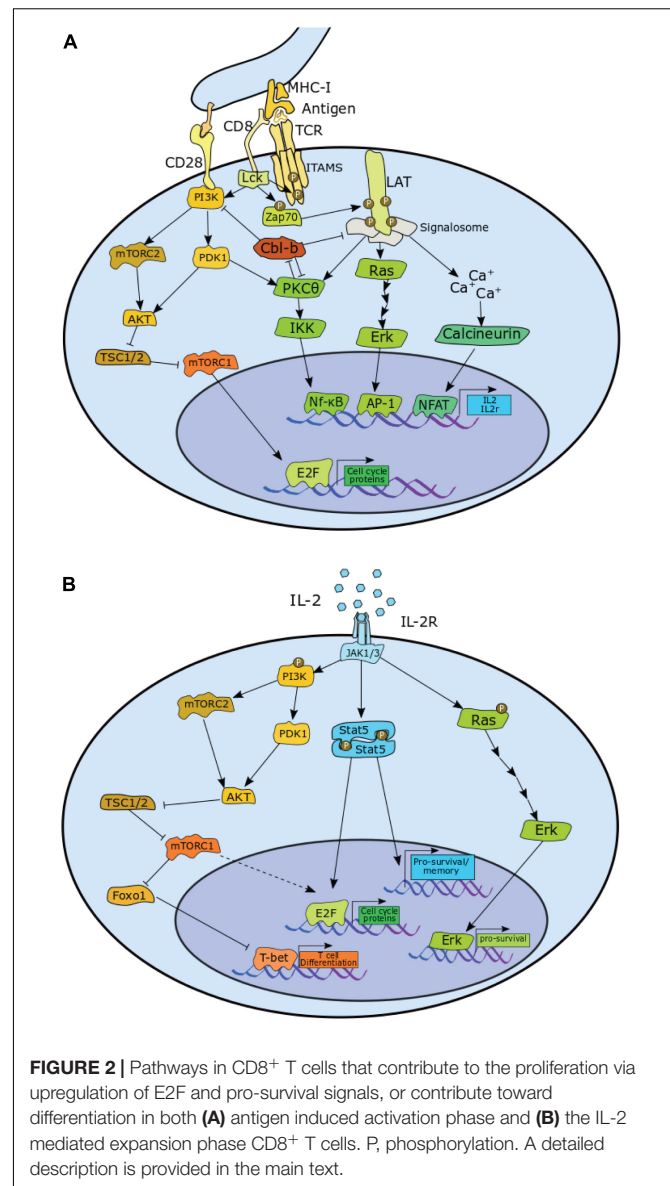 A
MHC-I
Antigen
CD8
TCR
CD28
ITAMS
P
P
Lck
LAT
PI3K
P
Zap70
P
P
P
P
Signalosome
mTORC2
PDK1
Cbl-b
Ras
Ca+
Ca+
Ca+
PKCθ
AKT
IKK
Erk
Calcineurin
TSC1/2
mTORC1
Nf-κB
AP-1
NFAT
IL2
IL2r
E2F
Cell cycle
proteins
B
IL-2
IL-2R
JAK1/3
P
PI3K
mTORC2
P
Ras
PDK1
Stat5
P
P
Stat5
TSC1/2
AKT
Erk
mTORC1
Pro-survival/
memory
Foxo1
E2F
Cell cycle
proteins
Erk
pro-survival
T-bet
T cell
Differentiation
FIGURE 2 | Pathways in CD8+ T cells that contribute to the proliferation via
upregulation of E2F and pro-survival signals, or contribute toward
differentiation in both (A) antigen induced activation phase and (B) the IL-2
mediated expansion phase CD8+ T cells. P, phosphorylation. A detailed
description is provided in the main text.